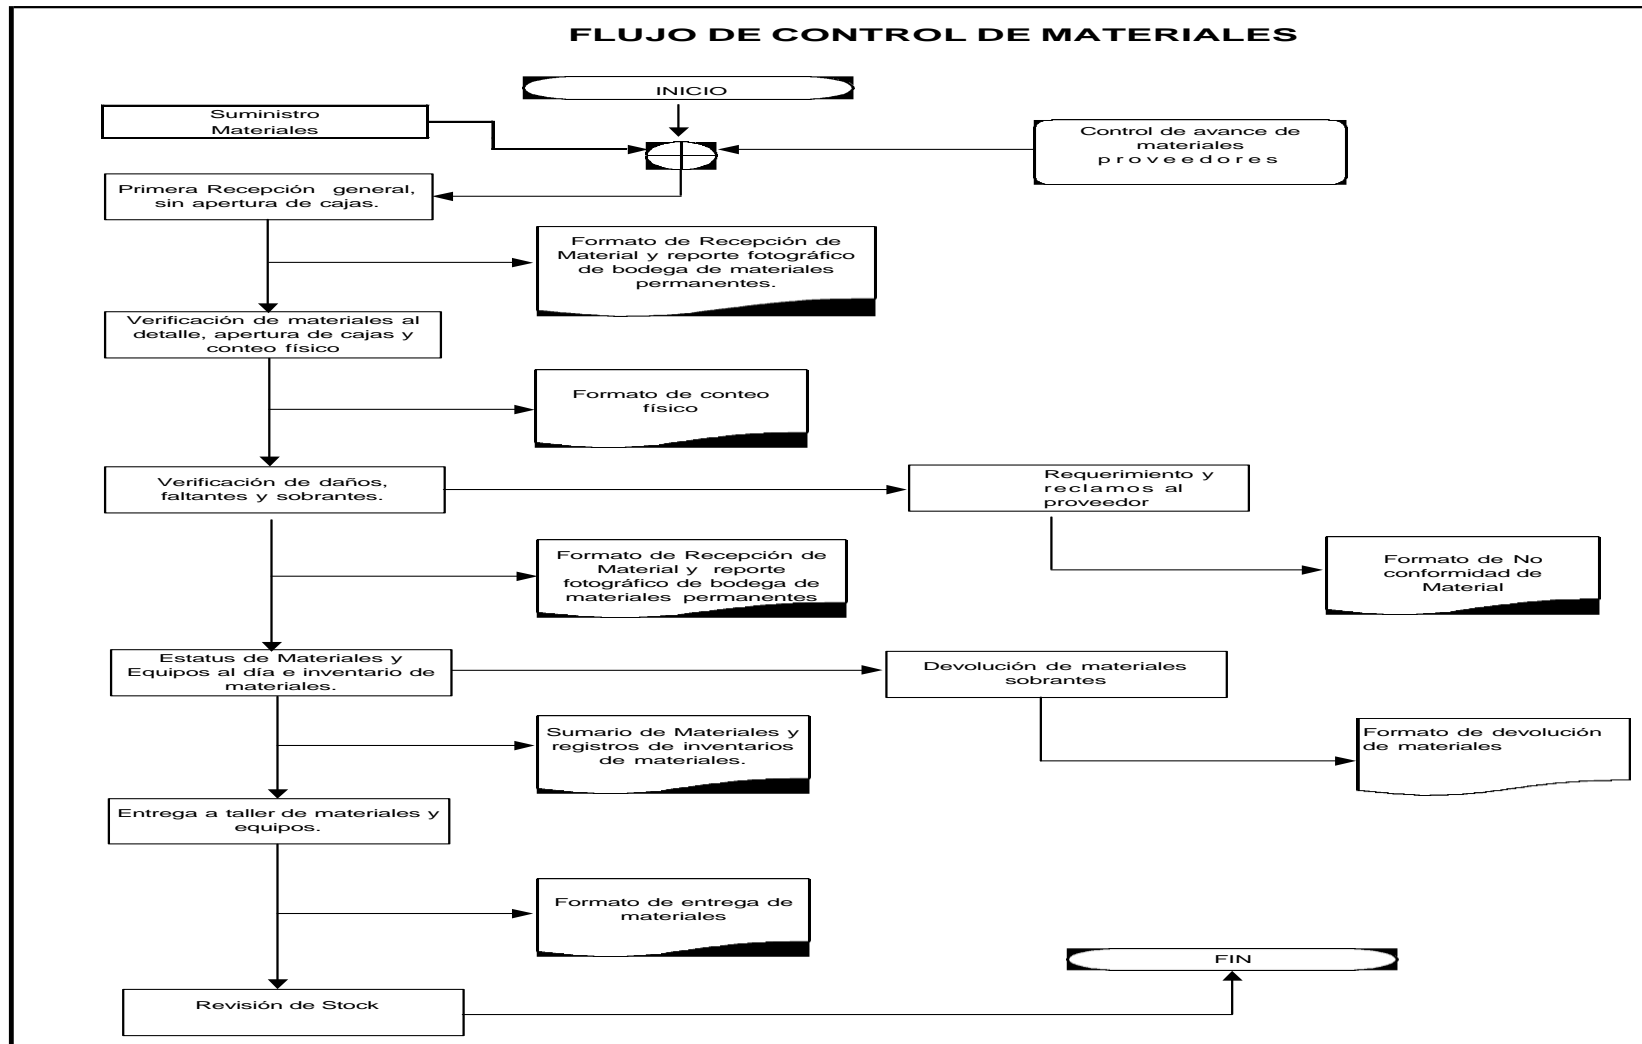 FLUJO DE CONTROL DE MATERIALES
INICIO
Suministro
Materiales
Control de avance de
materiales
proveedores
Primera Recepción general,
sin apertura de cajas.
Formato de Recepción de
Material y reporte fotográfico
de bodega de materiales
permanentes.
Verificación de materiales al
detalle, apertura de cajas y
conteo físico
Formato de conteo
físico
Verificación de daños,
faltantes y sobrantes.
Requerimiento y
reclamos al
proveedor
Formato de Recepción de
Material y reporte
fotográfico de bodega de
materiales permanentes
Formato de No
conformidad de
Material
Estatus de Materiales y
Equipos al día e inventario de
materiales.
Devolución de materiales
sobrantes
Sumario de Materiales y
registros de inventarios
de materiales.
Formato de devolución
de materiales
Entrega a taller de materiales y
equipos.
Formato de entrega de
materiales
FIN
Revisión de Stock